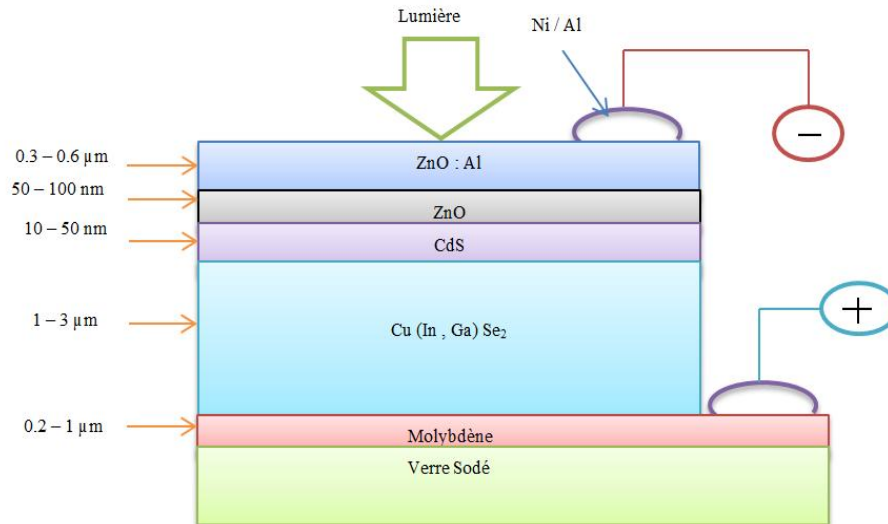 Lumière
Ni / Al
−
0.3 – 0.6 µm
ZnO : Al
50 – 100 nm
ZnO
10 – 50 nm
CdS
+
1 – 3 µm
Cu (In , Ga) Se₂
0.2 – 1 µm
Molybdène
Verre Sodé